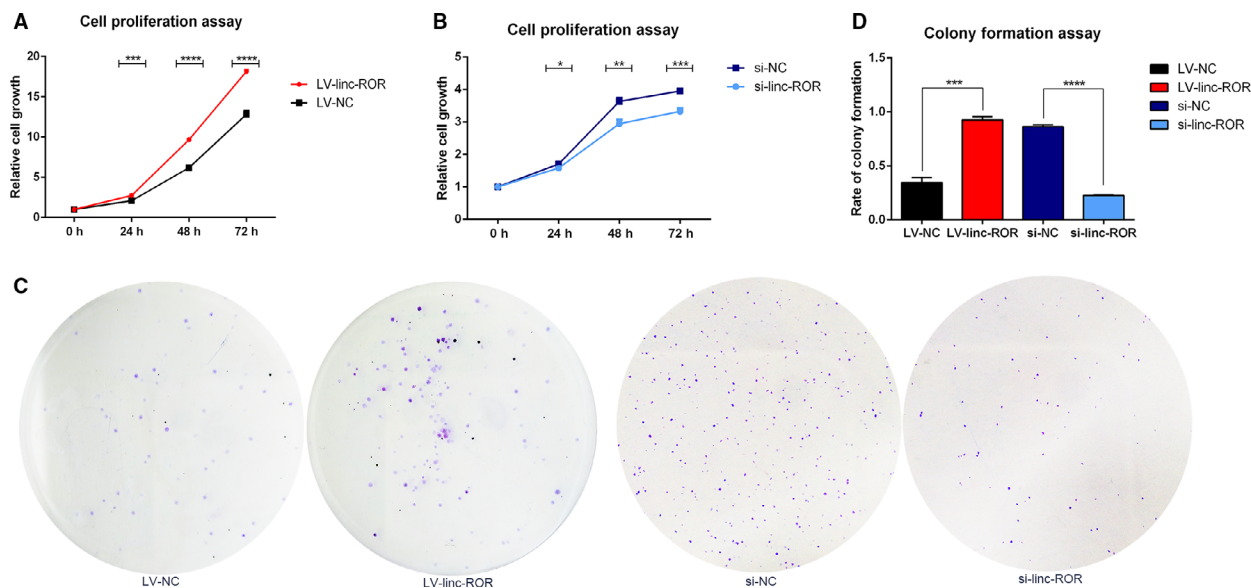 A
Cell proliferation assay
***
****
****
Relative cell growth
20
15
10
5
0
0 h
24 h
48 h
72 h
LV-linc-ROR
LV-NC
B
Cell proliferation assay
*
**
***
Relative cell growth
5
4
3
2
1
0
0 h
24 h
48 h
72 h
si-NC
si-linc-ROR
D
Colony formation assay
***
****
Rate of colony formation
1.5
1.0
0.5
0.0
LV-NC
LV-linc-ROR
si-NC
si-linc-ROR
LV-NC
LV-linc-ROR
si-NC
si-linc-ROR
C
LV-NC
LV-linc-ROR
si-NC
si-linc-ROR